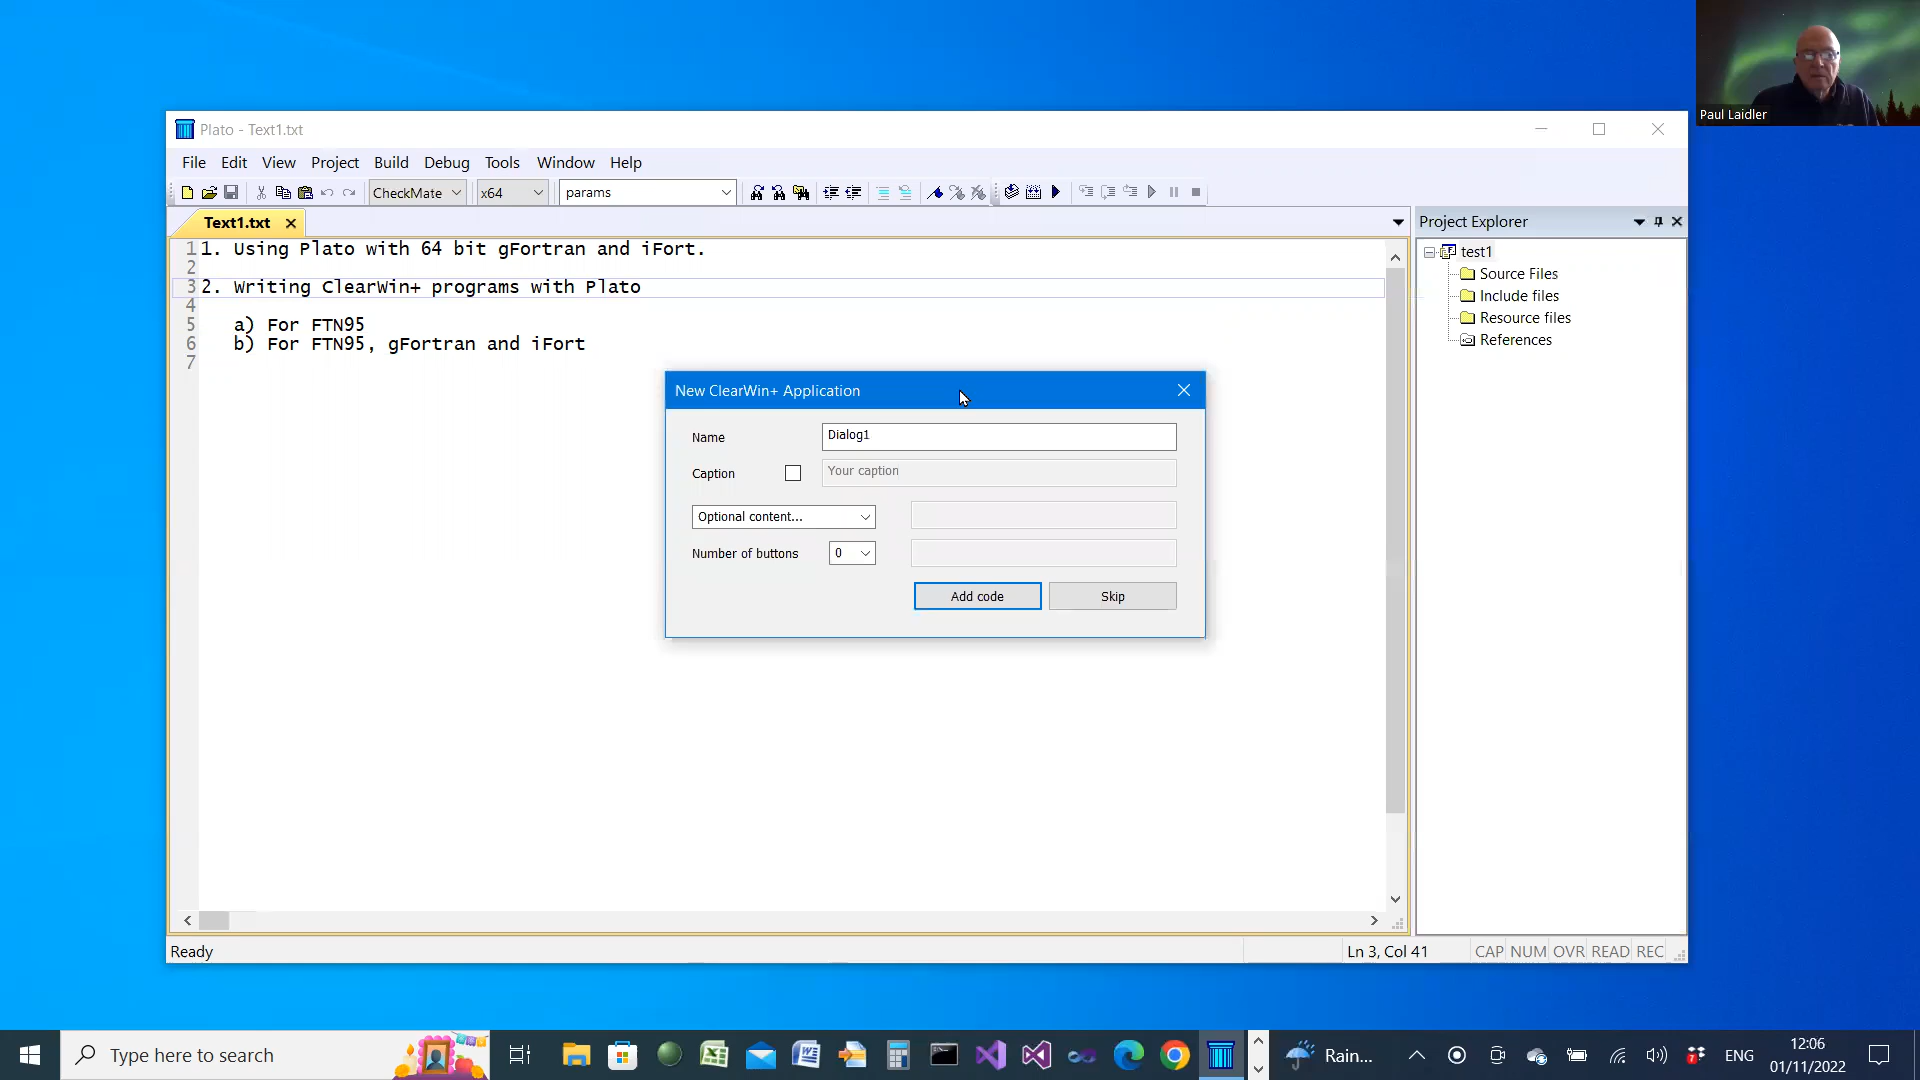 Paul Laidler
Plato - Text1.txt
File Edit View Project Build Debug Tools Window Help
CheckMate x64 params
Text1.txt
Project Explorer
1 1. Using Plato with 64 bit gFortran and iFort.
2
3 2. Writing ClearWin+ programs with Plato
4
5 a) For FTN95
6 b) For FTN95, gFortran and iFort
7
test1
Source Files
Include files
Resource files
References
New ClearWin+ Application
Name Dialog1
Caption Your caption
Optional content...
Number of buttons 0
Add code Skip
Ready Ln 3, Col 41 CAP NUM OVR READ REC
Type here to search
Rain... ENG 12:06
01/11/2022